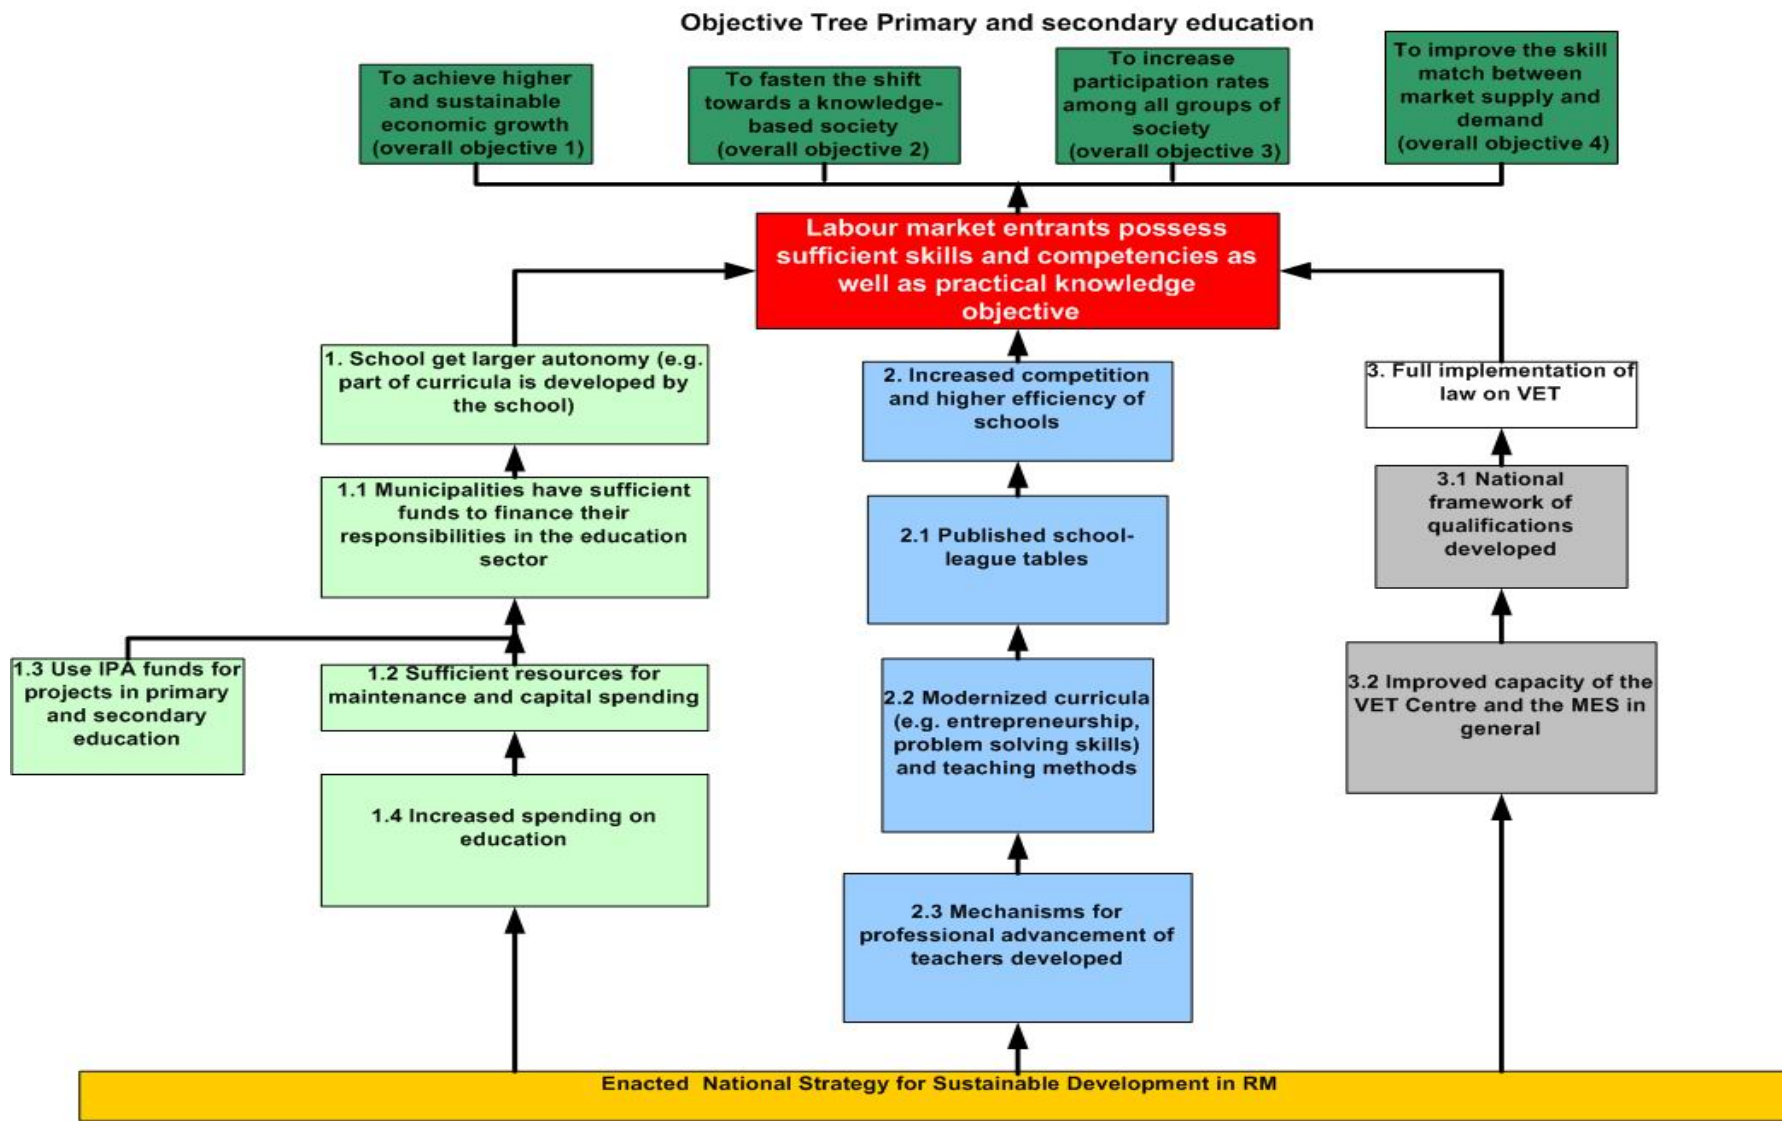 Objective Tree Primary and secondary education
To achieve higher
and sustainable
economic growth
(overall objective 1)
To fasten the shift
towards a knowledge-
based society
(overall objective 2)
To increase
participation rates
among all groups of
society
(overall objective 3)
To improve the skill
match between
market supply and
demand
(overall objective 4)
Labour market entrants possess
sufficient skills and competencies as
well as practical knowledge
objective
1. School get larger autonomy (e.g.
part of curricula is developed by
the school)
2. Increased competition
and higher efficiency of
schools
3. Full implementation of
law on VET
1.1 Municipalities have sufficient
funds to finance their
responsibilities in the education
sector
2.1 Published school-
league tables
3.1 National
framework of
qualifications
developed
1.3 Use IPA funds for
projects in primary
and secondary
education
1.2 Sufficient resources for
maintenance and capital spending
2.2 Modernized curricula
(e.g. entrepreneurship,
problem solving skills)
and teaching methods
3.2 Improved capacity of the
VET Centre and the MES in
general
1.4 Increased spending on
education
2.3 Mechanisms for
professional advancement of
teachers developed
Enacted National Strategy for Sustainable Development in RM